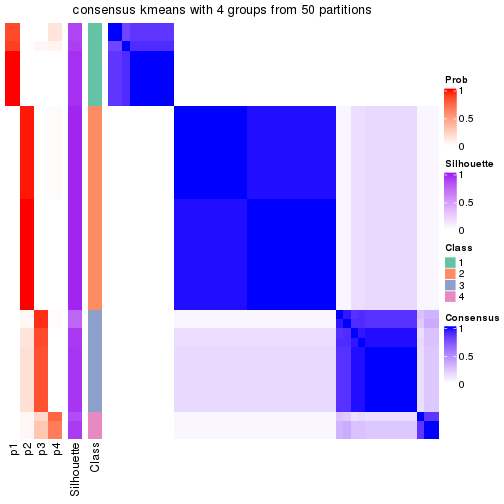 consensus kmeans with 4 groups from 50 partitions
Prob
1
0.5
0
Silhouette
1
0.5
0
Class
1
2
3
4
Consensus
1
0.5
0
p1
p2
p3
p4
Silhouette
Class